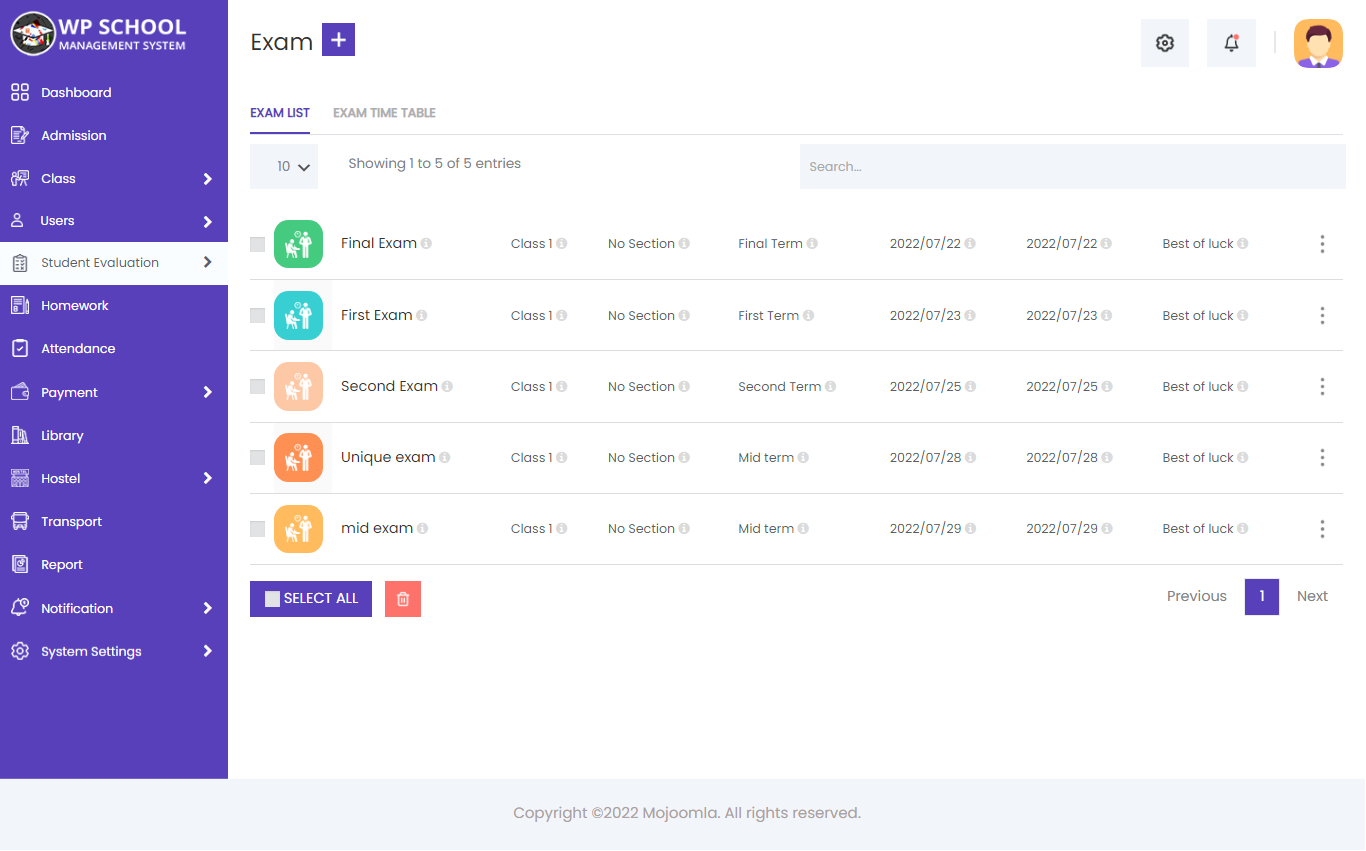 WP SCHOOL
MANAGEMENT SYSTEM
Dashboard
Admission
Class
Users
Student Evaluation
Homework
Attendance
Payment
Library
Hostel
Transport
Report
Notification
System Settings
Exam +
EXAM LIST EXAM TIME TABLE
10 Showing 1 to 5 of 5 entries Search...
Final Exam Class 1 No Section Final Term 2022/07/22 2022/07/22 Best of luck
First Exam Class 1 No Section First Term 2022/07/23 2022/07/23 Best of luck
Second Exam Class 1 No Section Second Term 2022/07/25 2022/07/25 Best of luck
Unique exam Class 1 No Section Mid term 2022/07/28 2022/07/28 Best of luck
mid exam Class 1 No Section Mid term 2022/07/29 2022/07/29 Best of luck
SELECT ALL Previous 1 Next
Copyright ©2022 Mojoomla. All rights reserved.